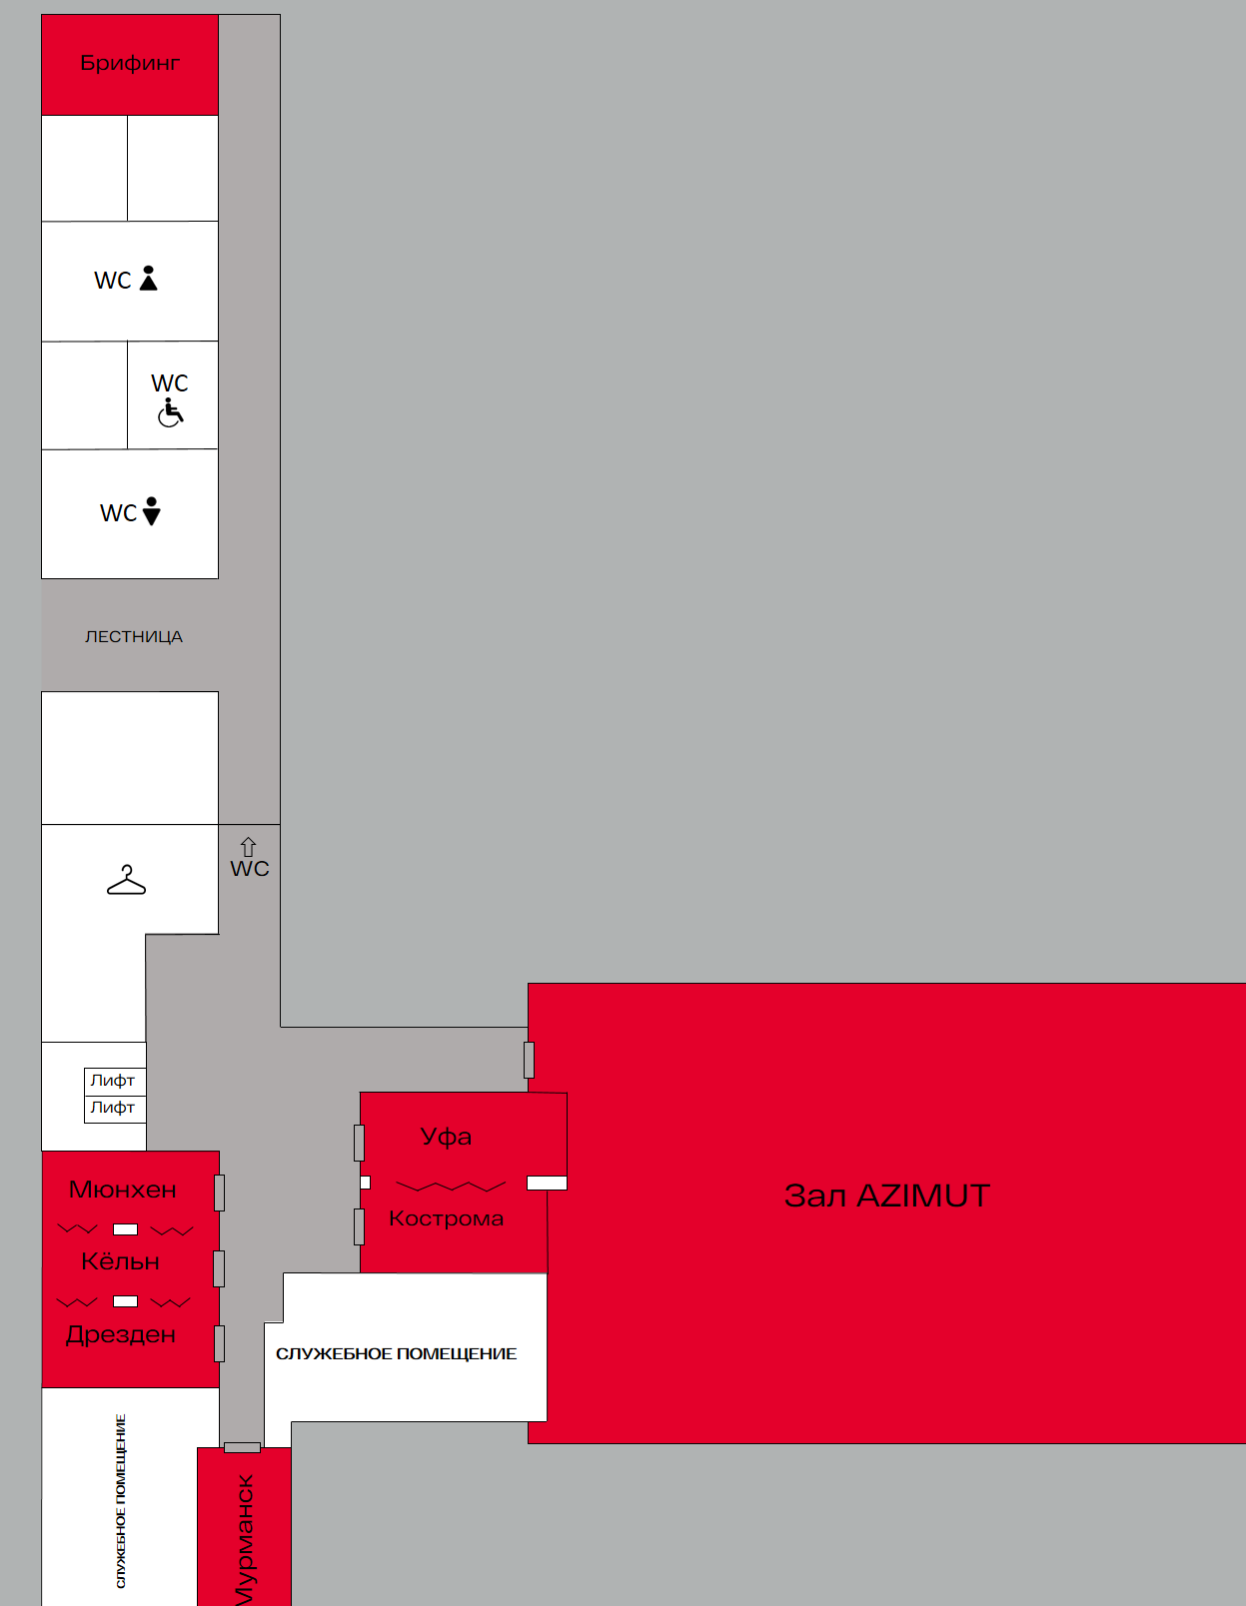 Брифинг
WC
WC
WC
ЛЕСТНИЦА
WC
Лифт
Лифт
Мюнхен
Кёльн
Дрезден
Уфа
Кострома
Зал AZIMUT
СЛУЖЕБНОЕ ПОМЕЩЕНИЕ
СЛУЖЕБНОЕ ПОМЕЩЕНИЕ
Мурманск